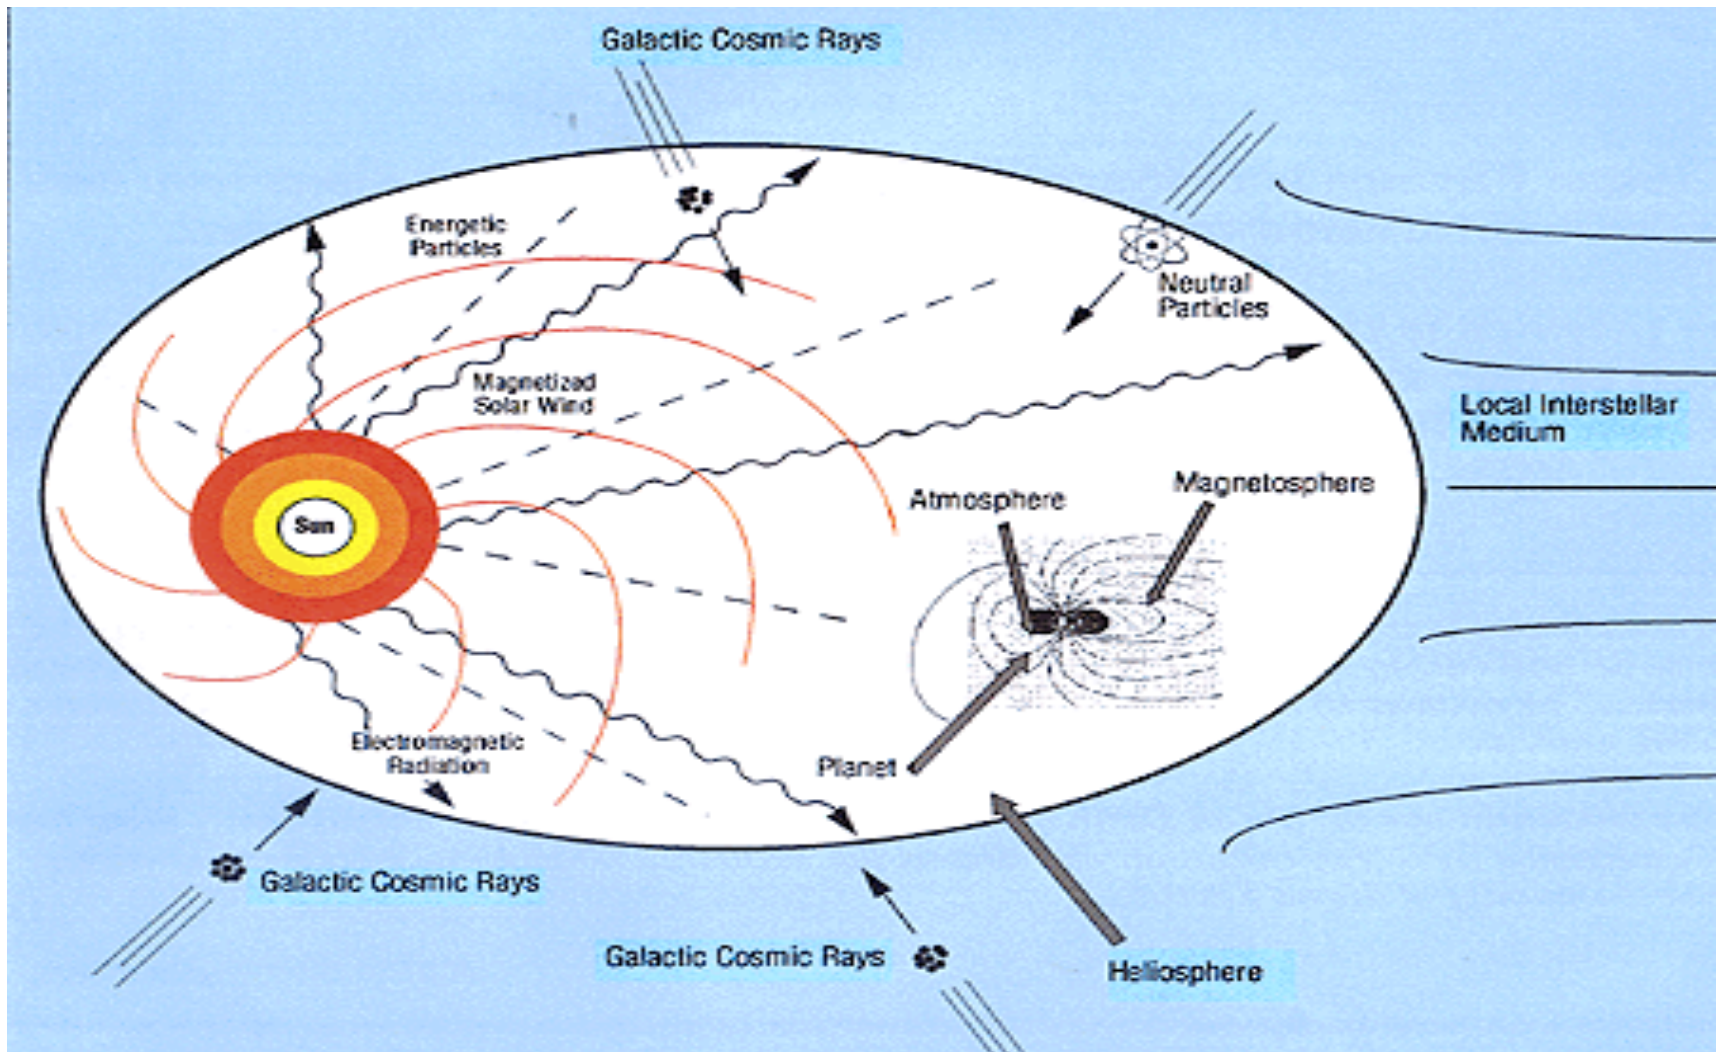 Galactic Cosmic Rays
Energetic
Particles
Neutral
Particles
Magnetized
Solar Wind
Local Interstellar
Medium
Atmosphere
Magnetosphere
Sun
Planet
Electromagnetic
Radiation
Galactic Cosmic Rays
Galactic Cosmic Rays
Heliosphere